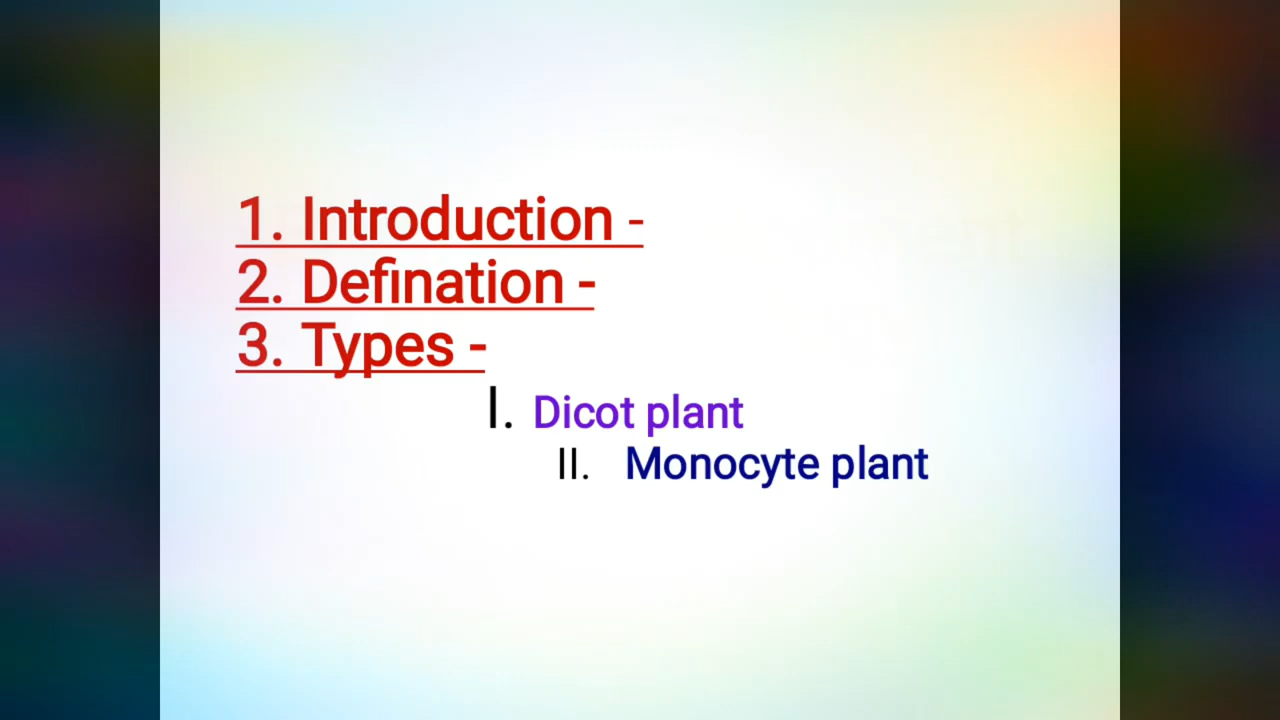 1. Introduction -
2. Defination -
3. Types -
I. Dicot plant
II. Monocyte plant